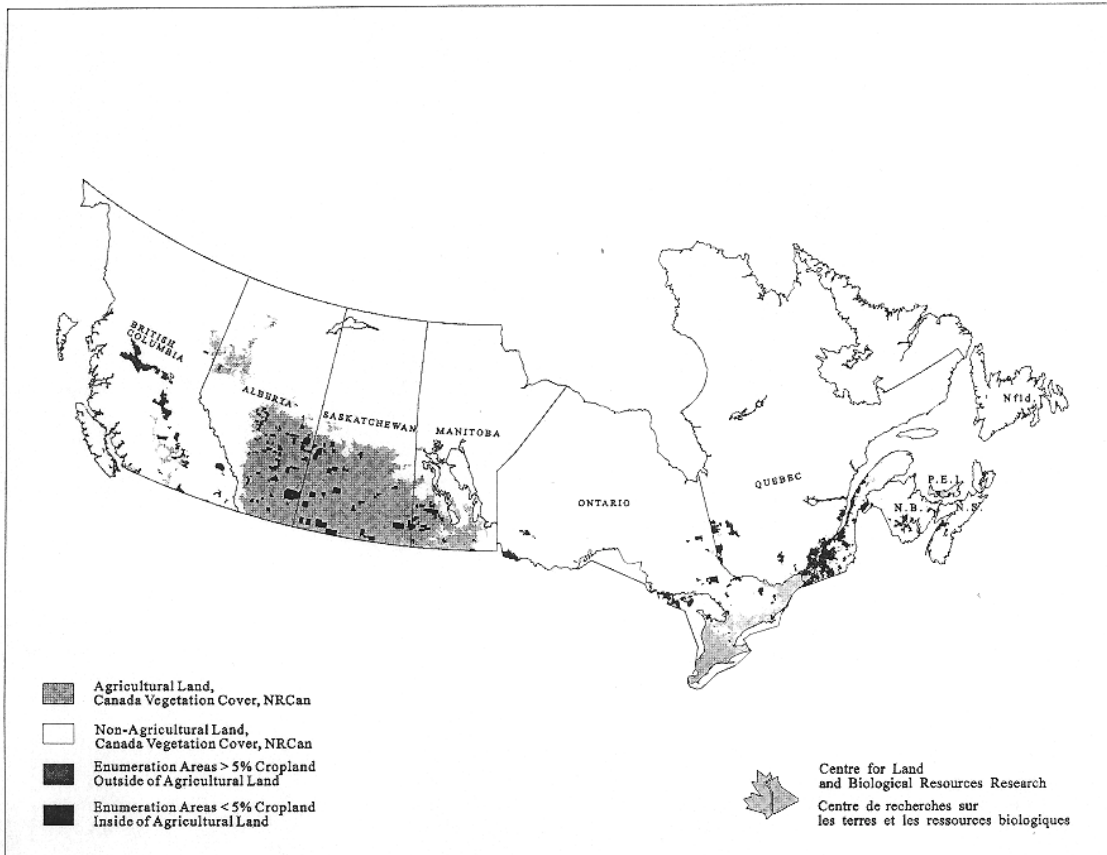 BRITISH
COLUMBIA
ALBERTA
SASKATCHEWAN
MANITOBA
ONTARIO
QUEBEC
Nfld.
P.E.I.
N.B.
N.S.
Agricultural Land,
Canada Vegetation Cover, NRCan
Non-Agricultural Land,
Canada Vegetation Cover, NRCan
Enumeration Areas > 5% Cropland
Outside of Agricultural Land
Enumeration Areas < 5% Cropland
Inside of Agricultural Land
Centre for Land
and Biological Resources Research
Centre de recherches sur
les terres et les ressources biologiques